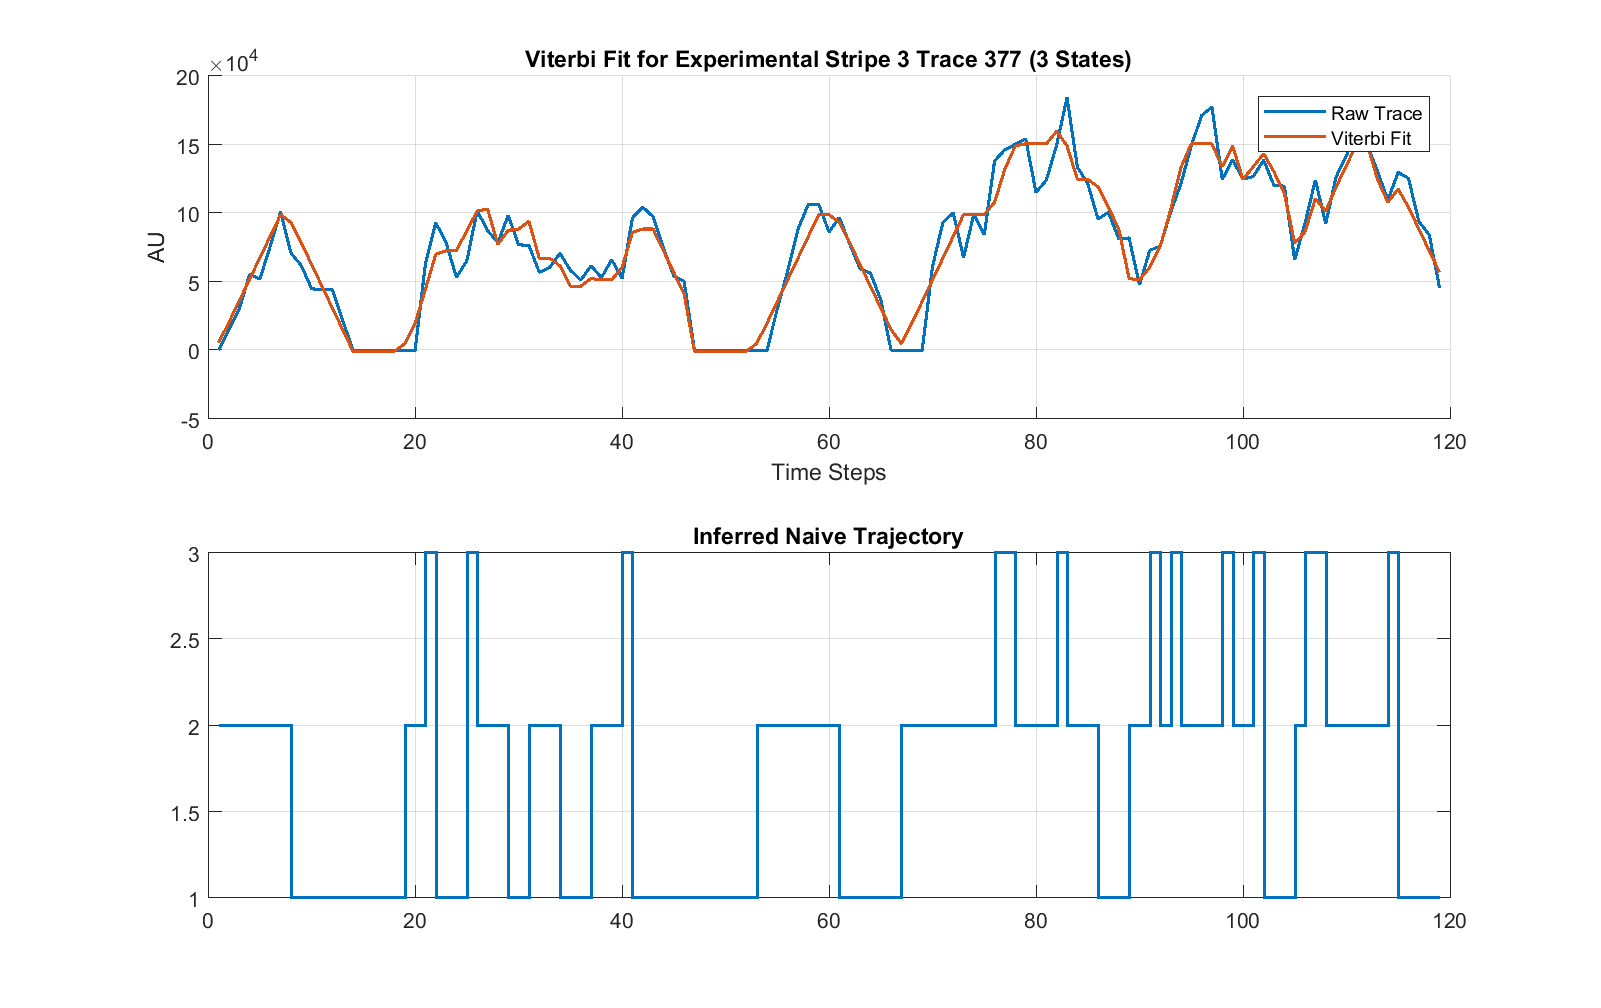 Viterbi Fit for Experimental Stripe 3 Trace 377 (3 States)
×10^4
20
15
10
5
0
-5
AU
Raw Trace
Viterbi Fit
0 20 40 60 80 100 120
Time Steps
Inferred Naive Trajectory
3
2.5
2
1.5
1
0 20 40 60 80 100 120